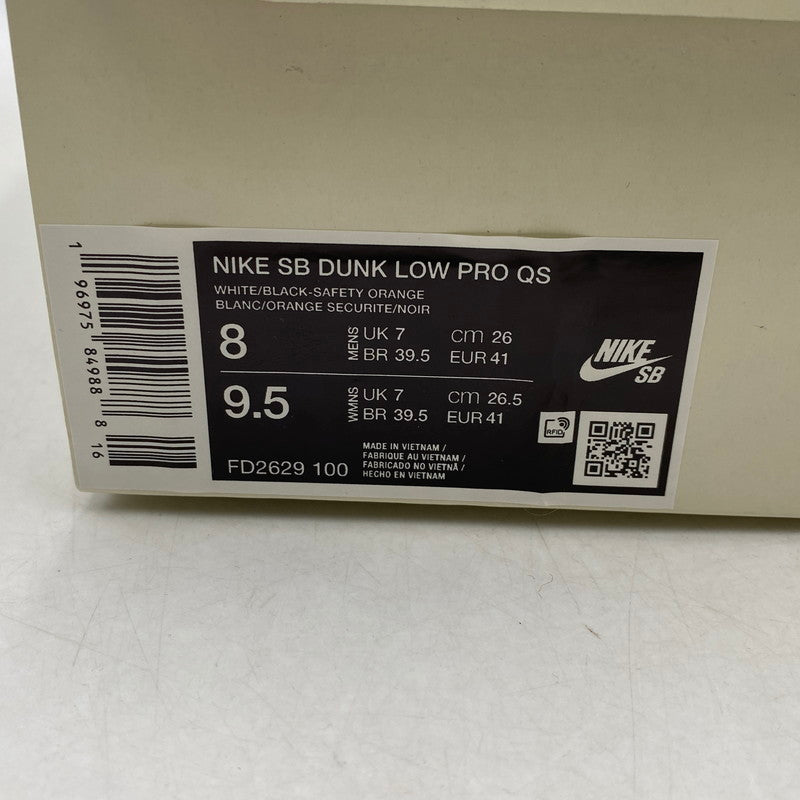 NIKE SB DUNK LOW PRO QS
WHITE/BLACK-SAFETY ORANGE
BLANC/ORANGE SECURITE/NOIR
8 MENS UK 7 cm 26
BR 39.5 EUR 41
9.5 WMNS UK 7 cm 26.5
BR 39.5 EUR 41
FD2629 100
MADE IN VIETNAM /
FABRIQUE AU VIETNAM /
FABRICADO NO VIETNÃ /
HECHO EN VIETNAM
RFID
NIKE
SB
1 96975 84988 8 16